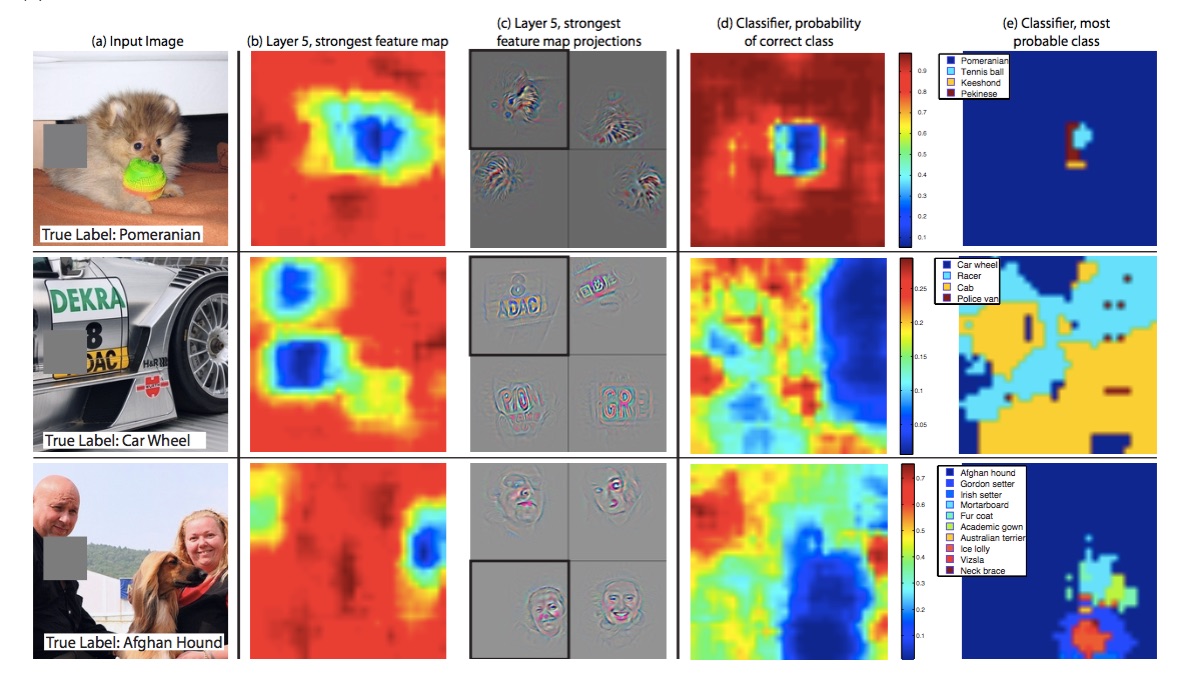 (a) Input Image
(b) Layer 5, strongest feature map
(c) Layer 5, strongest
feature map projections
(d) Classifier, probability
of correct class
(e) Classifier, most
probable class
True Label: Pomeranian
0.9
0.8
0.7
0.6
0.5
0.4
0.3
0.2
0.1
Pomeranian
Tennis ball
Keeshond
Pekinese
DEKRA
8
DAC
H&R
True Label: Car Wheel
ADAC
GRE
0.25
0.2
0.15
0.1
0.05
Car wheel
Racer
Cab
Police van
True Label: Afghan Hound
0.7
0.6
0.5
0.4
0.3
0.2
0.1
Afghan hound
Gordon setter
Irish setter
Mortarboard
Fur coat
Academic gown
Australian terrier
Ice lolly
Vizsla
Neck brace